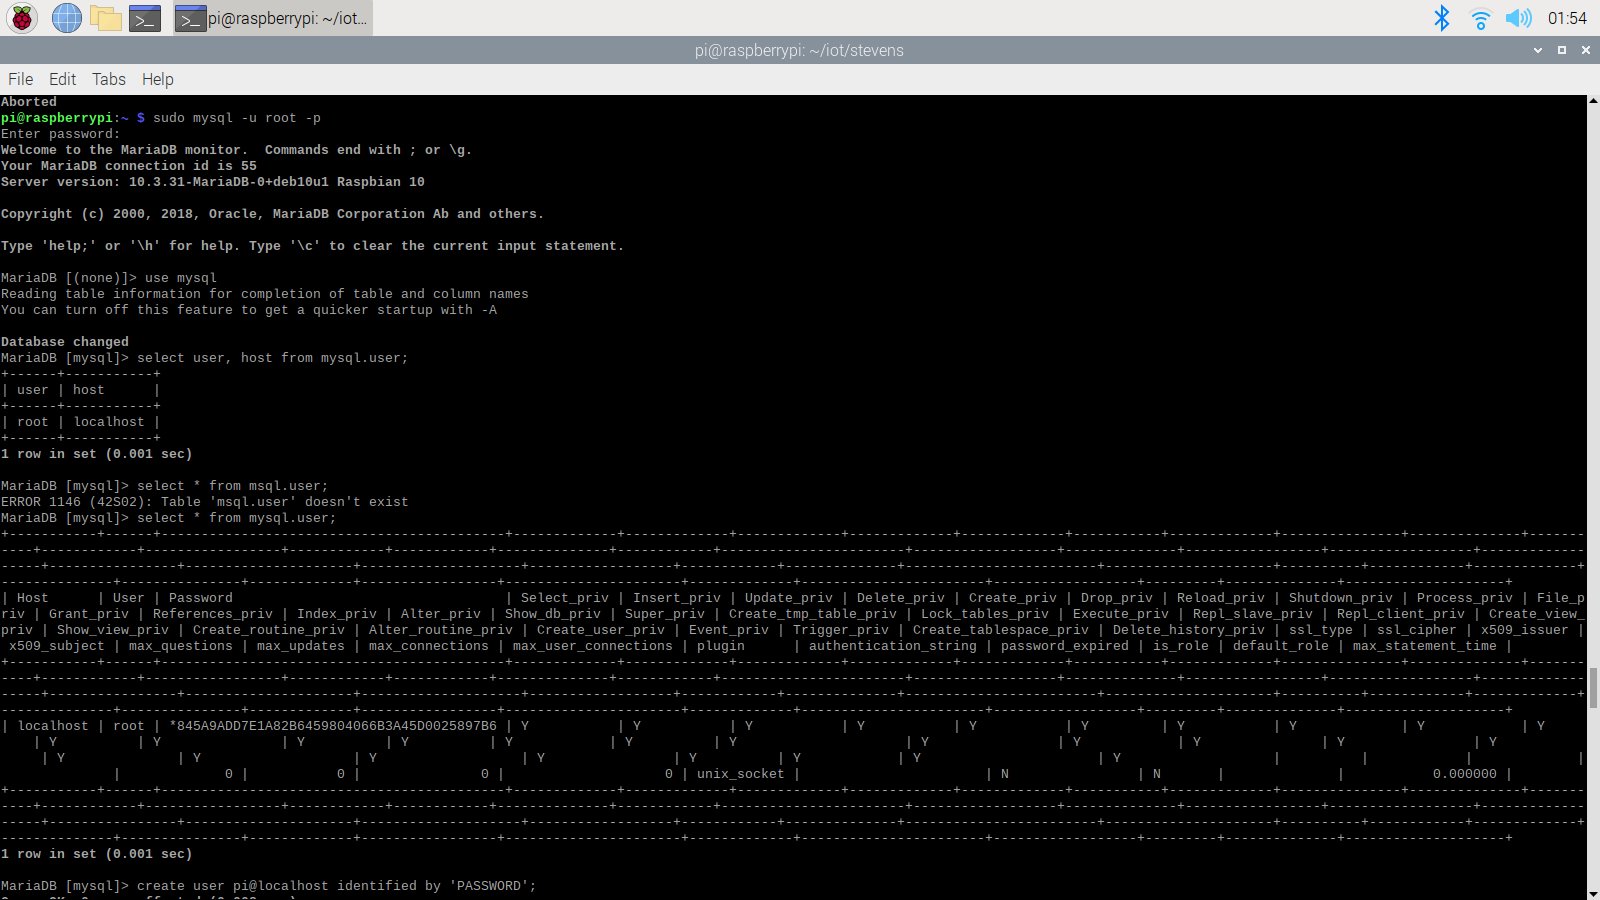 pi@raspberrypi: ~/iot...
01:54
pi@raspberrypi: ~/iot/stevens
File Edit Tabs Help
Aborted
pi@raspberrypi:~ $ sudo mysql -u root -p
Enter password:
Welcome to the MariaDB monitor.  Commands end with ; or \g.
Your MariaDB connection id is 55
Server version: 10.3.31-MariaDB-0+deb10u1 Raspbian 10
Copyright (c) 2000, 2018, Oracle, MariaDB Corporation Ab and others.
Type 'help;' or '\h' for help. Type '\c' to clear the current input statement.
MariaDB [(none)]> use mysql
Reading table information for completion of table and column names
You can turn off this feature to get a quicker startup with -A
Database changed
MariaDB [mysql]> select user, host from mysql.user;
+------+-----------+
| user | host      |
+------+-----------+
| root | localhost |
+------+-----------+
1 row in set (0.001 sec)
MariaDB [mysql]> select * from msql.user;
ERROR 1146 (42S02): Table 'msql.user' doesn't exist
MariaDB [mysql]> select * from mysql.user;
| Host      | User | Password                                  | Select_priv | Insert_priv | Update_priv | Delete_priv | Create_priv | Drop_priv | Reload_priv | Shutdown_priv | Process_priv | File_p
riv | Grant_priv | References_priv | Index_priv | Alter_priv | Show_db_priv | Super_priv | Create_tmp_table_priv | Lock_tables_priv | Execute_priv | Repl_slave_priv | Repl_client_priv | Create_view_
priv | Show_view_priv | Create_routine_priv | Alter_routine_priv | Create_user_priv | Event_priv | Trigger_priv | Create_tablespace_priv | Delete_history_priv | ssl_type | ssl_cipher | x509_issuer |
x509_subject | max_questions | max_updates | max_connections | max_user_connections | plugin      | authentication_string | password_expired | is_role | default_role | max_statement_time |
| localhost | root | *845A9ADD7E1A82B6459804066B3A45D0025897B6 | Y | Y | Y | Y | Y | Y | Y | Y | Y | Y
| Y | Y | Y | Y | Y | Y | Y | Y | Y | Y | Y | Y
| Y | Y | Y | Y | Y | Y | Y | Y | | | |
| 0 | 0 | 0 | 0 | unix_socket | | N | N | | 0.000000 |
1 row in set (0.001 sec)
MariaDB [mysql]> create user pi@localhost identified by 'PASSWORD';